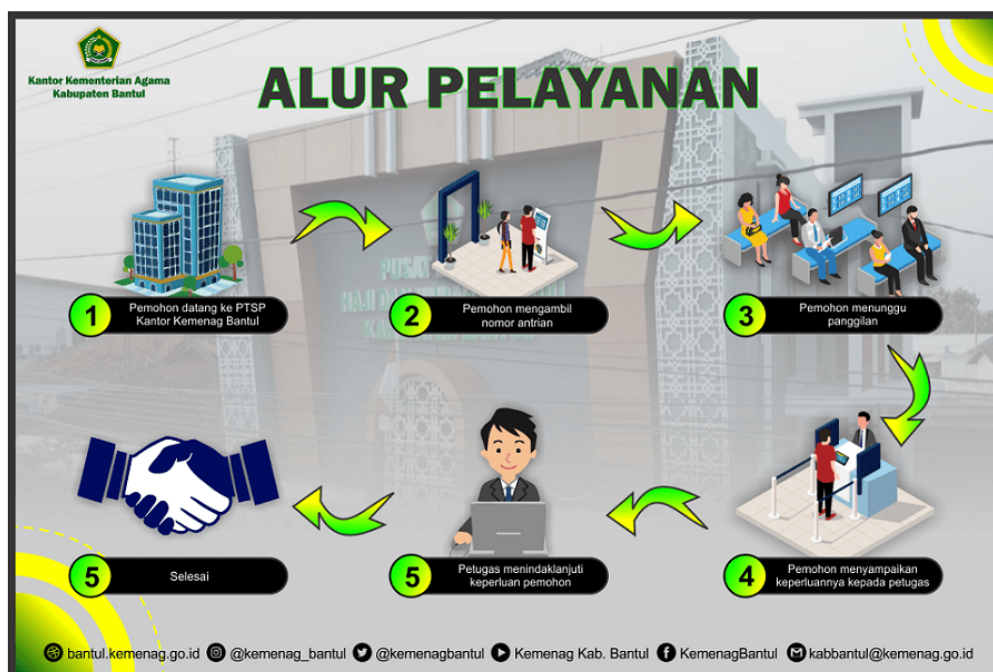 Kantor Kementerian Agama
Kabupaten Bantul
ALUR PELAYANAN
PUSAT
1
Pemohon datang ke PTSP
Kantor Kemenag Bantul
2
Pemohon mengambil
nomor antrian
3
Pemohon menunggu
panggilan
4
Pemohon menyampaikan
keperluannya kepada petugas
5
Petugas menindaklanjuti
keperluan pemohon
5
Selesai
bantul.kemenag.go.id @kemenag_bantul @kemenagbantul Kemenag Kab. Bantul KemenagBantul kabbantul@kemenag.go.id